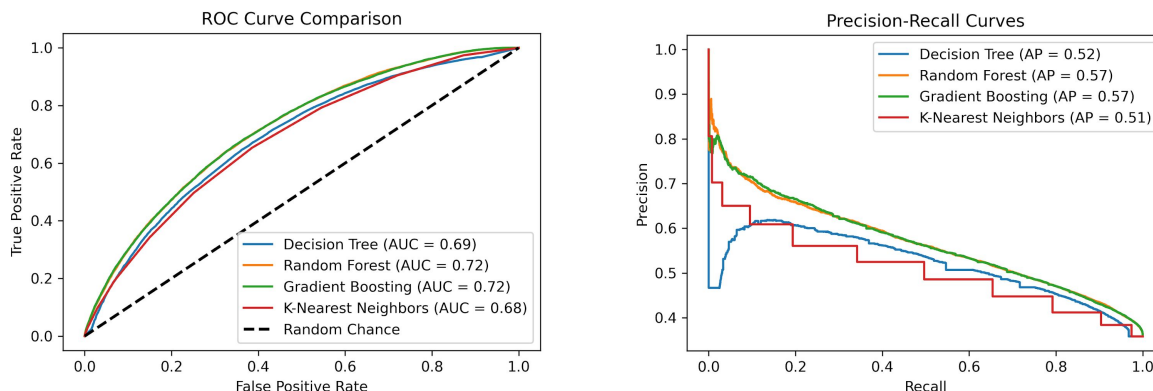 ROC Curve Comparison
True Positive Rate
1.0
0.8
0.6
0.4
0.2
0.0
Decision Tree (AUC = 0.69)
Random Forest (AUC = 0.72)
Gradient Boosting (AUC = 0.72)
K-Nearest Neighbors (AUC = 0.68)
Random Chance
0.0 0.2 0.4 0.6 0.8 1.0
False Positive Rate
Precision-Recall Curves
Precision
1.0
0.9
0.8
0.7
0.6
0.5
0.4
Decision Tree (AP = 0.52)
Random Forest (AP = 0.57)
Gradient Boosting (AP = 0.57)
K-Nearest Neighbors (AP = 0.51)
0.0 0.2 0.4 0.6 0.8 1.0
Recall